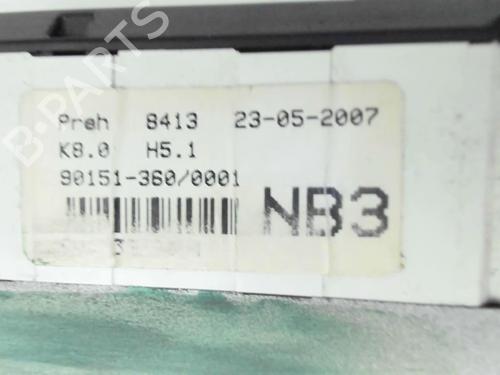 Preh 8413 23-05-2007
K8.0 H5.1
90151-360/0001
NB3
B-PARTS